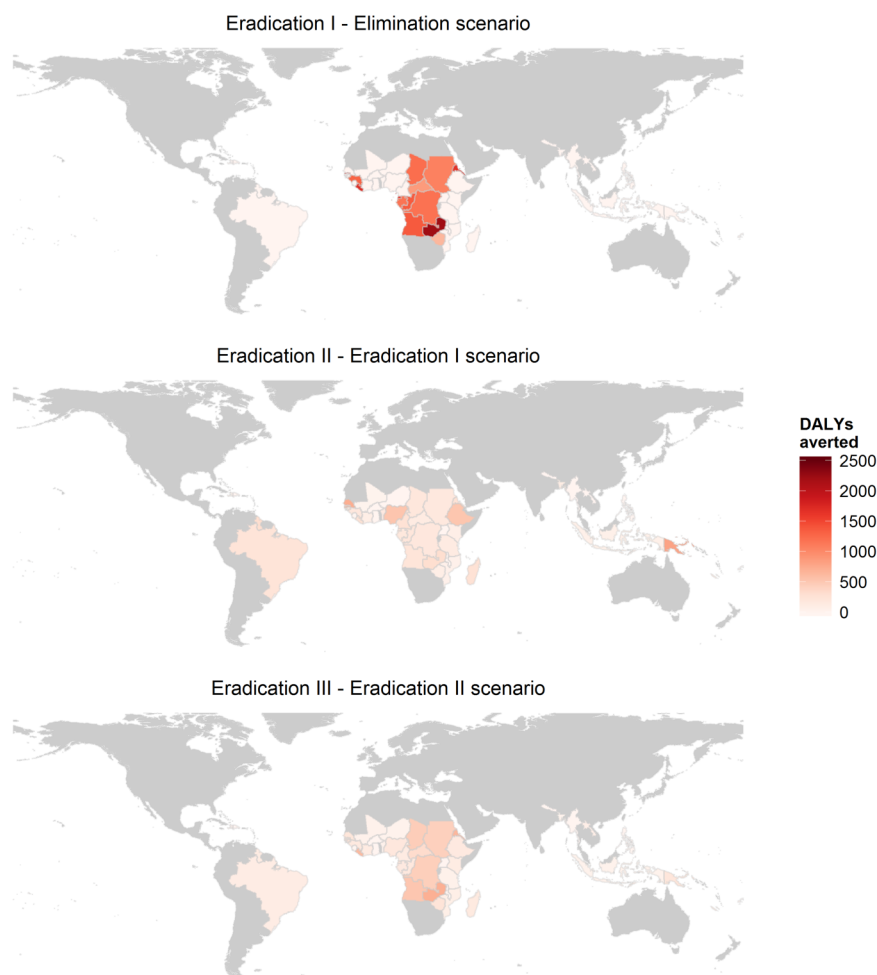 Eradication I - Elimination scenario
Eradication II - Eradication I scenario
DALYs
averted
2500
2000
1500
1000
500
0
Eradication III - Eradication II scenario